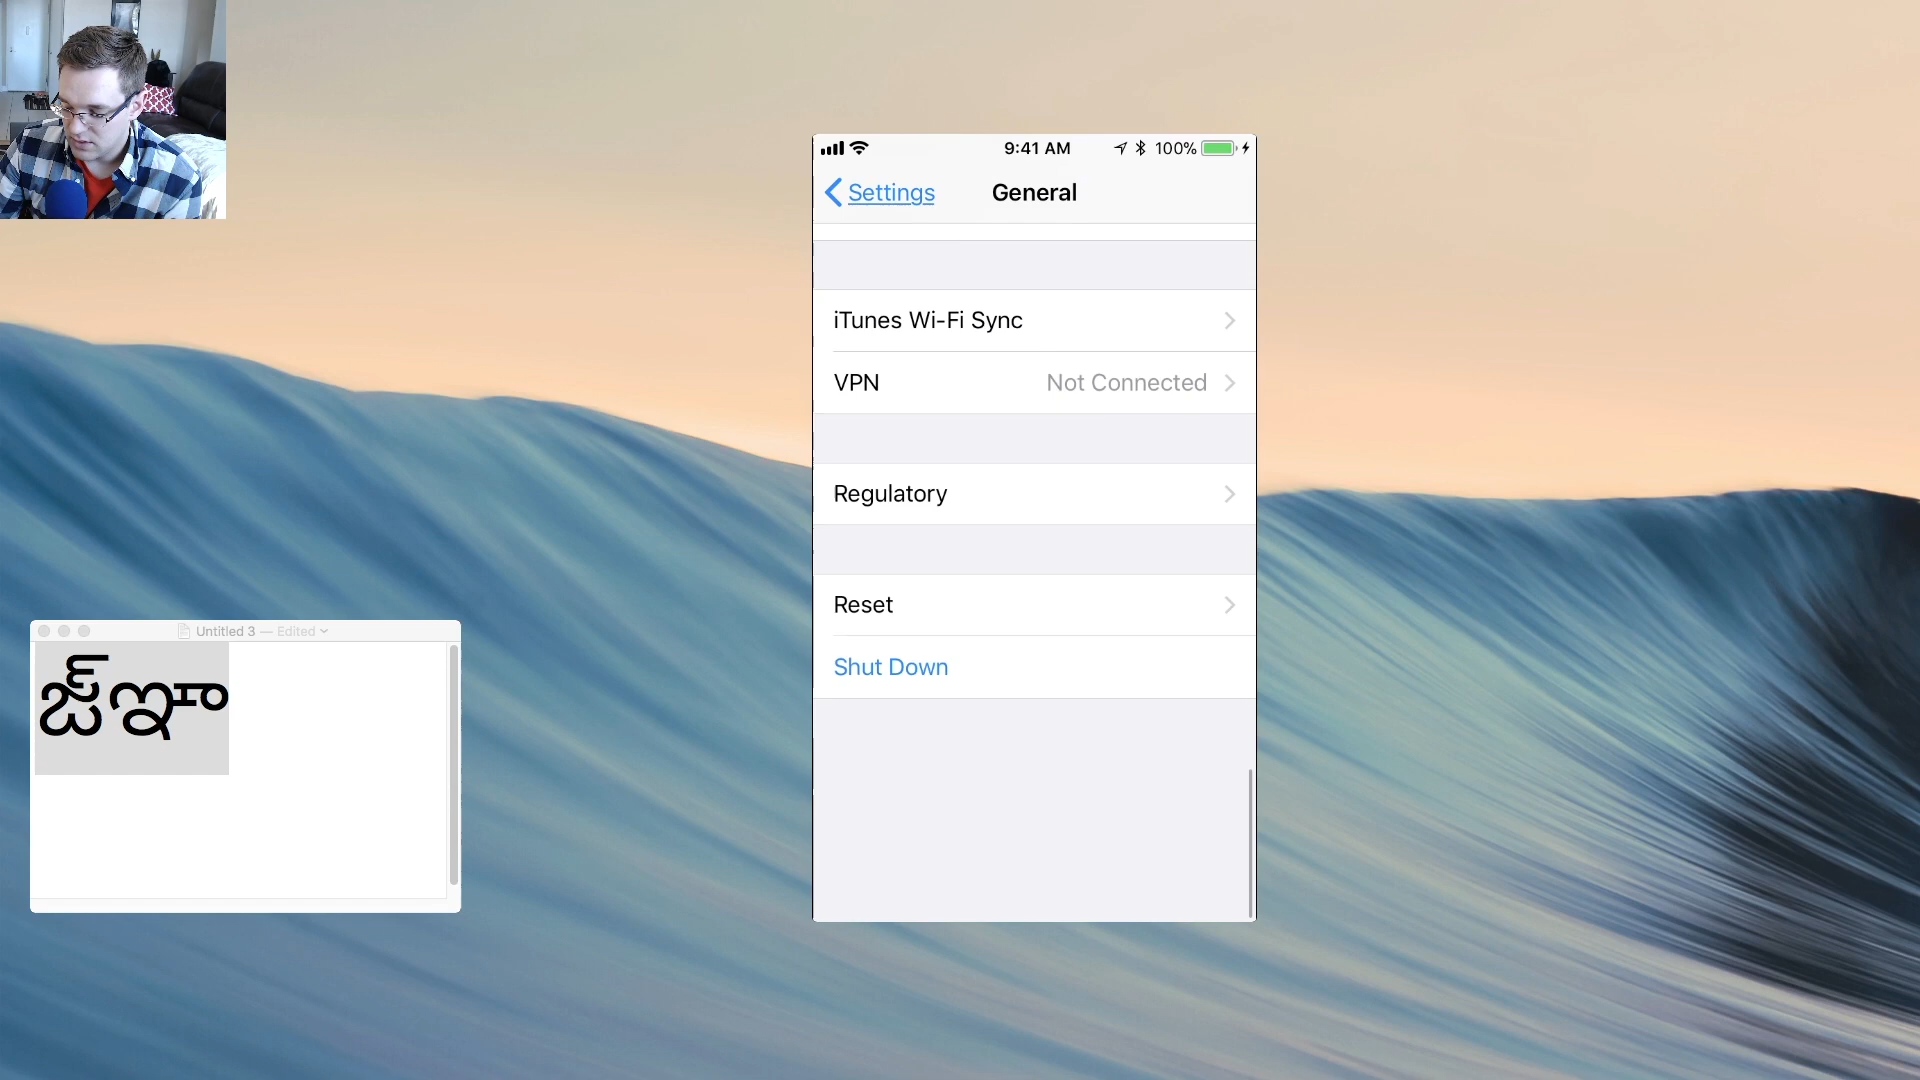 9:41 AM 100%
Settings General
iTunes Wi-Fi Sync
VPN Not Connected
Regulatory
Reset
Shut Down
Untitled 3 — Edited
జ్ఞా